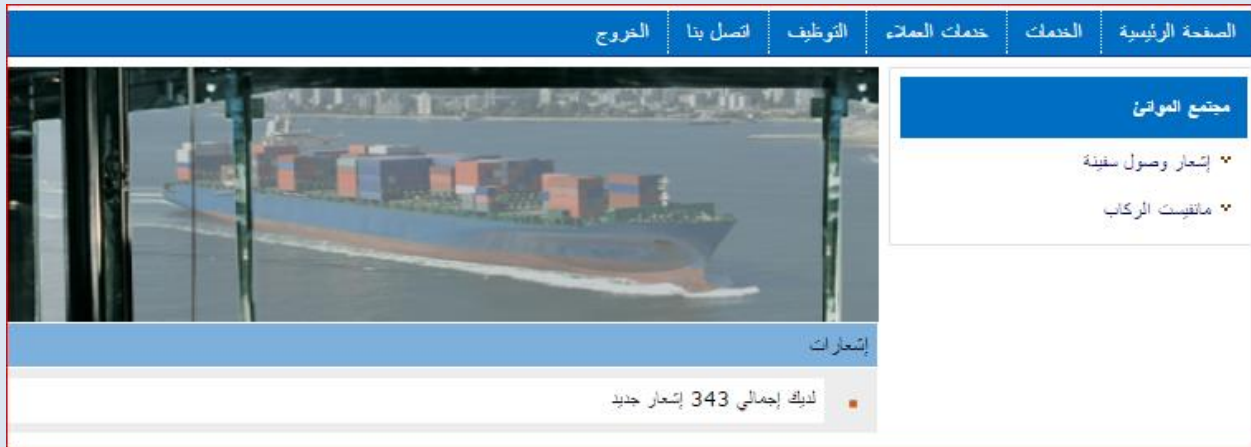 الصفحة الرئيسية الخدمات خدمات العملاء التوظيف اتصل بنا الخروج
مجتمع الموانئ
إشعار وصول سفينة
مانفيست الركاب
إشعارات
لديك إجمالي 343 إشعار جديد